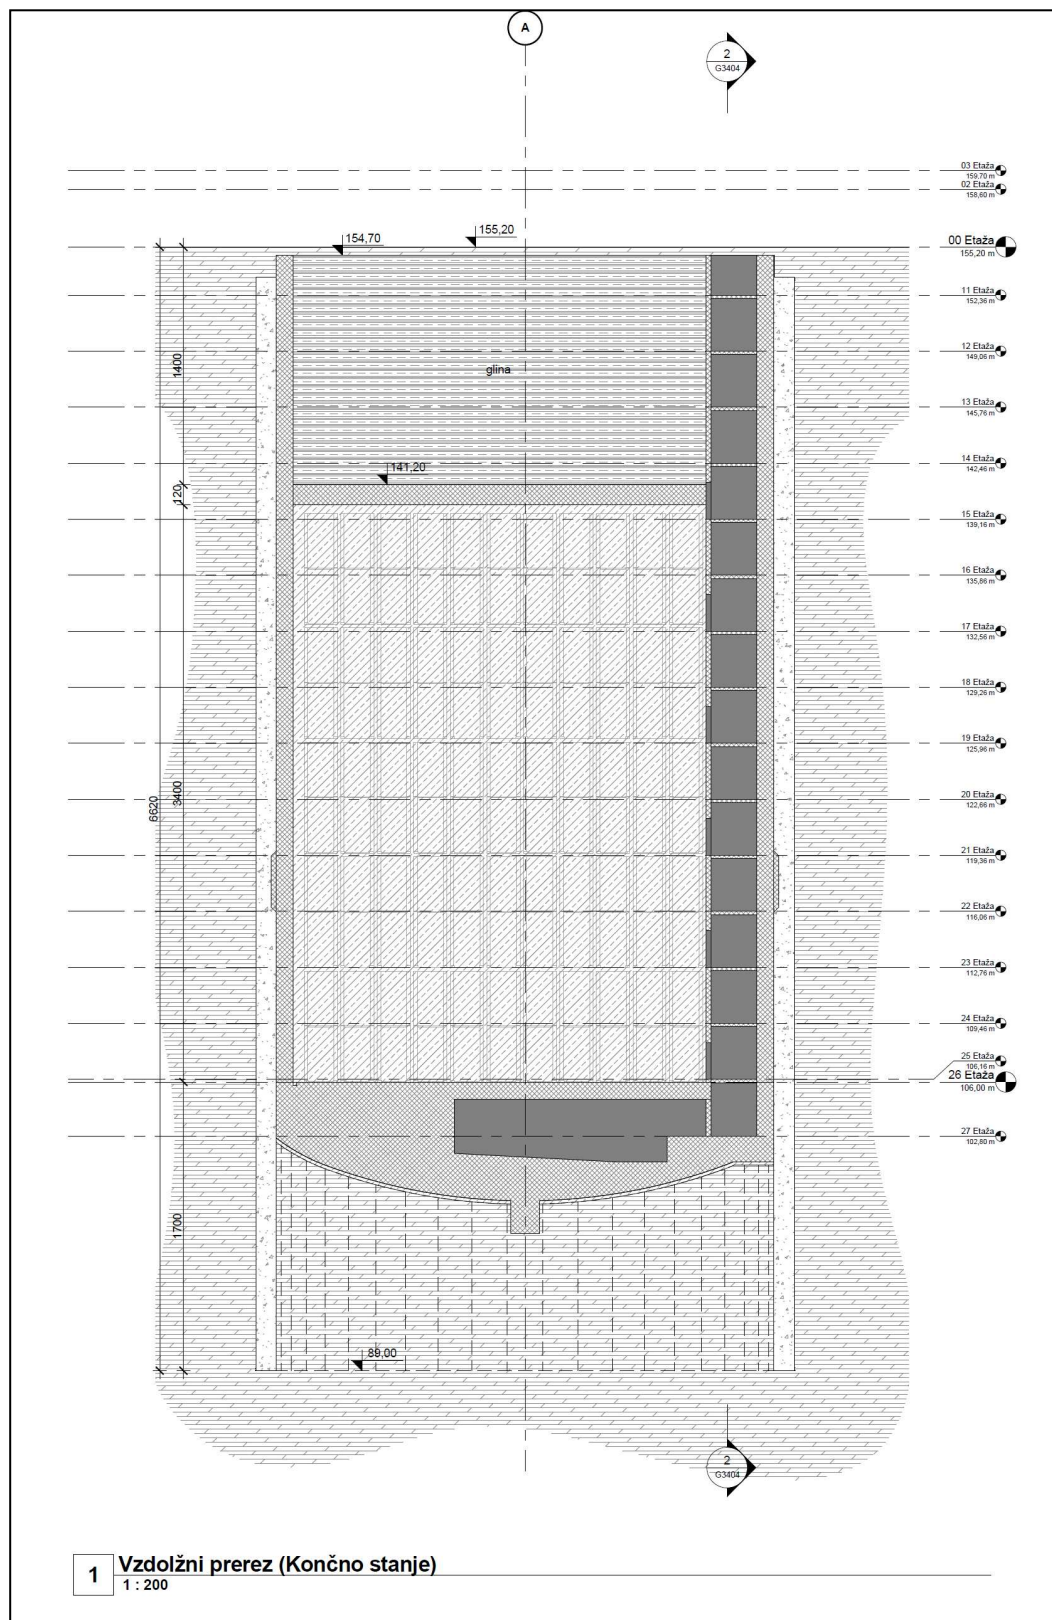 A
2
G3404
03 Etaža
159,70 m
02 Etaža
158,60 m
155,20
154,70
00 Etaža
155,20 m
11 Etaža
152,36 m
12 Etaža
149,06 m
1400
glina
13 Etaža
145,76 m
14 Etaža
142,46 m
141,20
120
15 Etaža
139,16 m
16 Etaža
135,86 m
17 Etaža
132,56 m
18 Etaža
129,26 m
19 Etaža
125,96 m
20 Etaža
122,66 m
3400
6620
21 Etaža
119,36 m
22 Etaža
116,06 m
23 Etaža
112,76 m
24 Etaža
109,46 m
25 Etaža
106,16 m
26 Etaža
106,00 m
27 Etaža
102,80 m
1700
89,00
2
G3404
1
Vzdolžni prerez (Končno stanje)
1 : 200